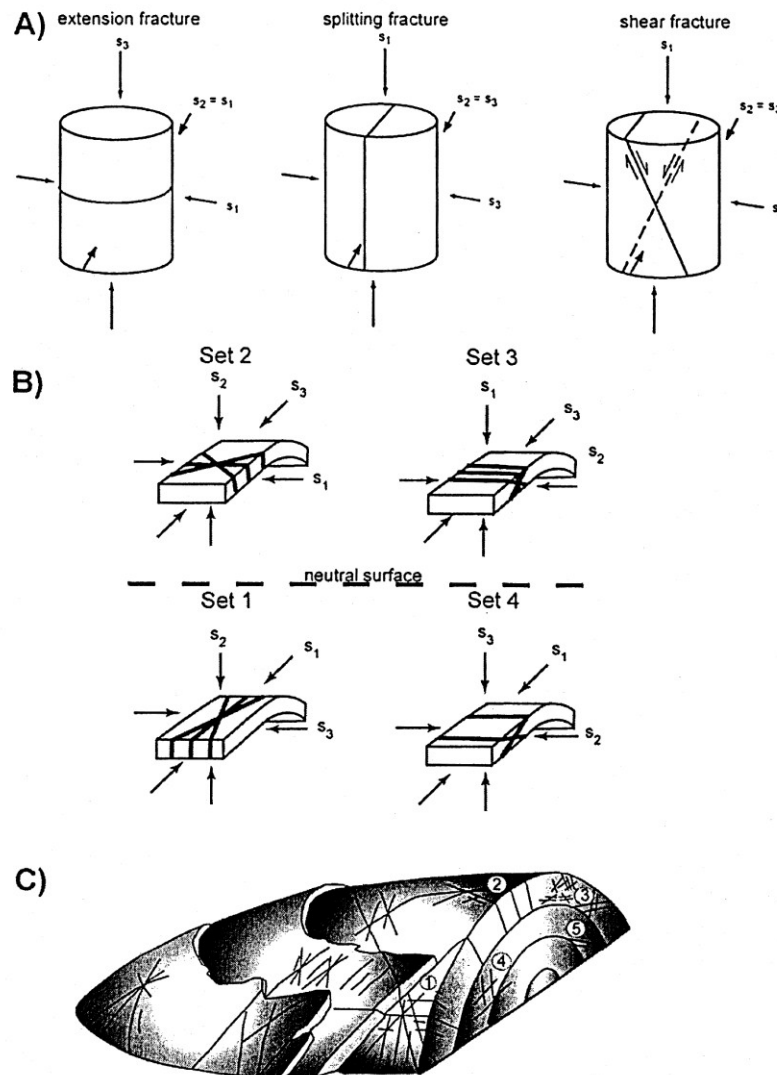 A)
extension fracture
splitting fracture
shear fracture
s3
s1
s1
s2 = s1
s2 = s3
s2 = s3
s1
s3
s
B)
Set 2
Set 3
s2
s3
s1
s1
s3
s2
neutral surface
Set 1
Set 4
s2
s1
s3
s3
s1
s2
C)
2
3
5
1
4